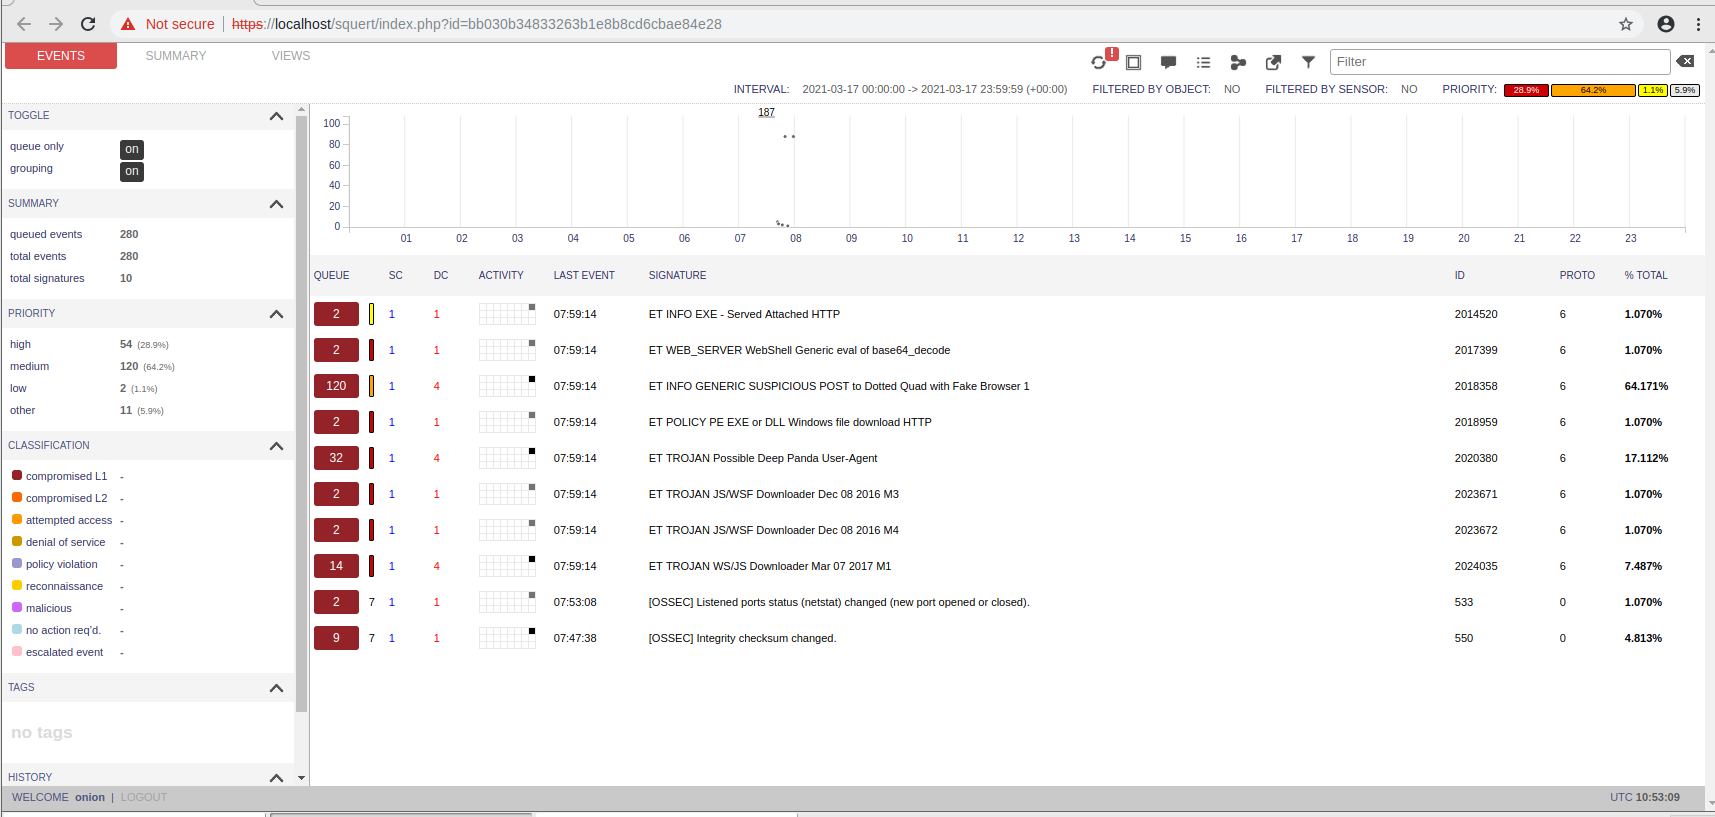 Not secure | https://localhost/squert/index.php?id=bb030b34833263b1e8b8cd6cbae84e28
EVENTS SUMMARY VIEWS ! Filter
INTERVAL: 2021-03-17 00:00:00 -> 2021-03-17 23:59:59 (+00:00) FILTERED BY OBJECT: NO FILTERED BY SENSOR: NO PRIORITY: 28.9% 64.2% 1.1% 5.9%
TOGGLE
queue only on
grouping on
SUMMARY
queued events 280
total events 280
total signatures 10
PRIORITY
high 54 (28.9%)
medium 120 (64.2%)
low 2 (1.1%)
other 11 (5.9%)
CLASSIFICATION
compromised L1 -
compromised L2 -
attempted access -
denial of service -
policy violation -
reconnaissance -
malicious -
no action req'd. -
escalated event -
TAGS
no tags
HISTORY
187
100
80
60
40
20
0
01 02 03 04 05 06 07 08 09 10 11 12 13 14 15 16 17 18 19 20 21 22 23
QUEUE SC DC ACTIVITY LAST EVENT SIGNATURE ID PROTO % TOTAL
2 1 1 07:59:14 ET INFO EXE - Served Attached HTTP 2014520 6 1.070%
2 1 1 07:59:14 ET WEB_SERVER WebShell Generic eval of base64_decode 2017399 6 1.070%
120 1 4 07:59:14 ET INFO GENERIC SUSPICIOUS POST to Dotted Quad with Fake Browser 1 2018358 6 64.171%
2 1 1 07:59:14 ET POLICY PE EXE or DLL Windows file download HTTP 2018959 6 1.070%
32 1 4 07:59:14 ET TROJAN Possible Deep Panda User-Agent 2020380 6 17.112%
2 1 1 07:59:14 ET TROJAN JS/WSF Downloader Dec 08 2016 M3 2023671 6 1.070%
2 1 1 07:59:14 ET TROJAN JS/WSF Downloader Dec 08 2016 M4 2023672 6 1.070%
14 1 4 07:59:14 ET TROJAN WS/JS Downloader Mar 07 2017 M1 2024035 6 7.487%
2 7 1 1 07:53:08 [OSSEC] Listened ports status (netstat) changed (new port opened or closed). 533 0 1.070%
9 7 1 1 07:47:38 [OSSEC] Integrity checksum changed. 550 0 4.813%
WELCOME onion | LOGOUT UTC 10:53:09